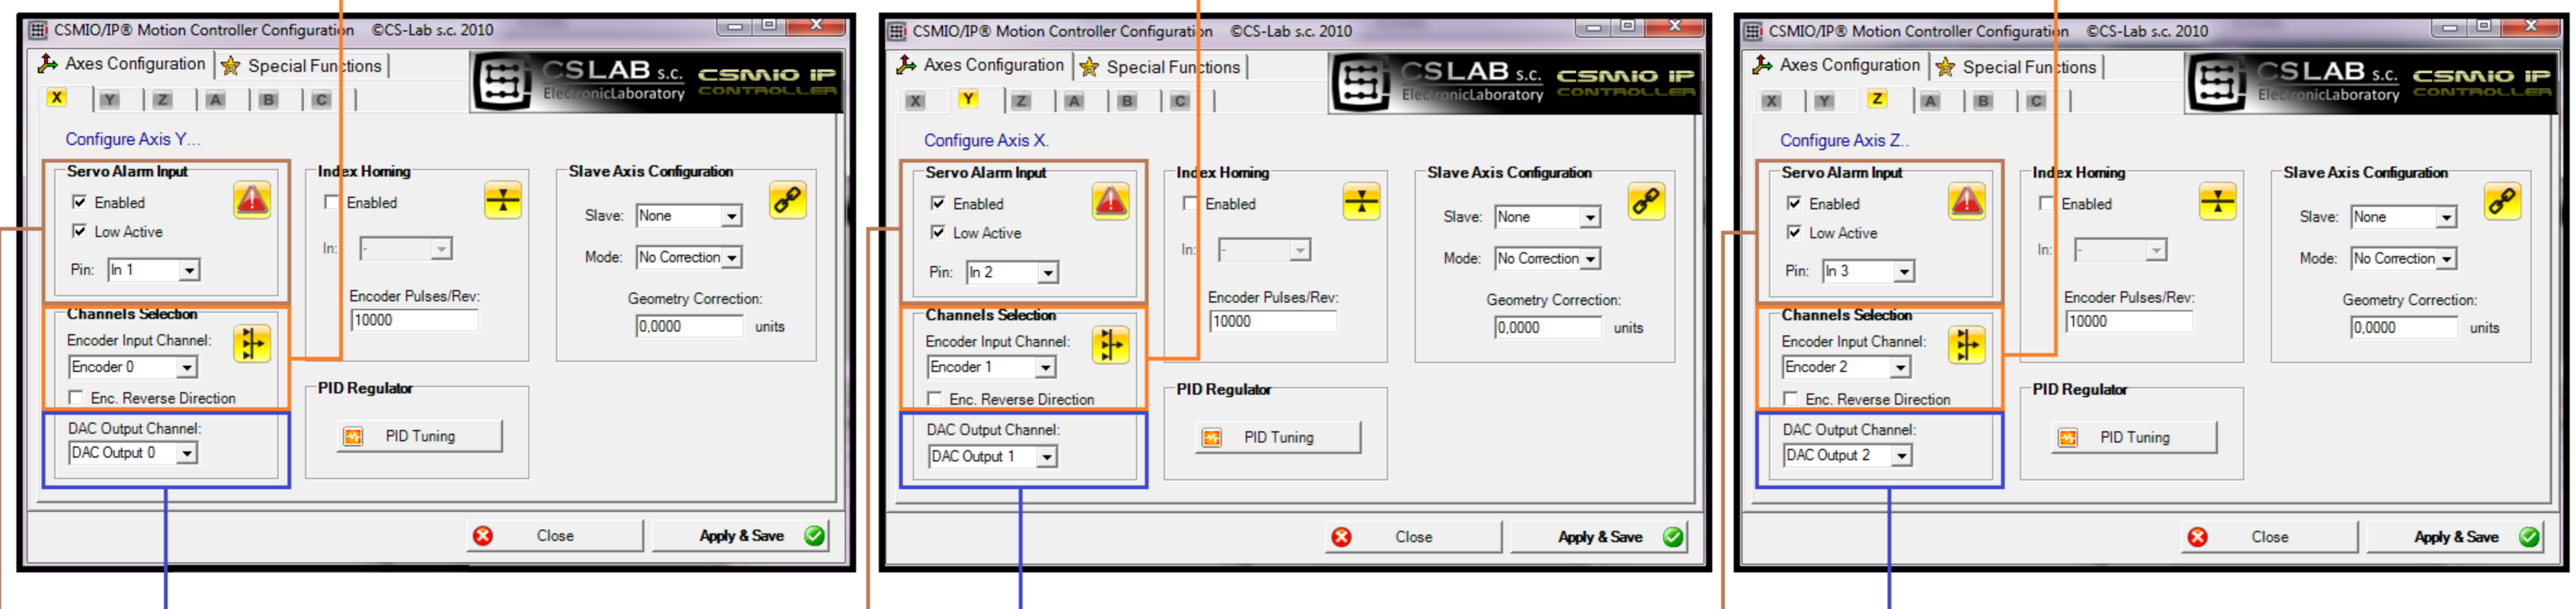 CSMIO/IP® Motion Controller Configuration ©CS-Lab s.c. 2010
Axes Configuration Special Functions
CSLAB s.c.
ElectronicLaboratory
CSMIO IP
CONTROLLER
X Y Z A B C
Configure Axis Y...
Servo Alarm Input
Enabled
Low Active
Pin: In 1
Index Homing
Enabled
In: -
Encoder Pulses/Rev:
10000
Slave Axis Configuration
Slave: None
Mode: No Correction
Geometry Correction:
0,0000 units
Channels Selection
Encoder Input Channel:
Encoder 0
Enc. Reverse Direction
DAC Output Channel:
DAC Output 0
PID Regulator
PID Tuning
Close Apply & Save
CSMIO/IP® Motion Controller Configuration ©CS-Lab s.c. 2010
Axes Configuration Special Functions
CSLAB s.c.
ElectronicLaboratory
CSMIO IP
CONTROLLER
X Y Z A B C
Configure Axis X.
Servo Alarm Input
Enabled
Low Active
Pin: In 2
Index Homing
Enabled
In: -
Encoder Pulses/Rev:
10000
Slave Axis Configuration
Slave: None
Mode: No Correction
Geometry Correction:
0,0000 units
Channels Selection
Encoder Input Channel:
Encoder 1
Enc. Reverse Direction
DAC Output Channel:
DAC Output 1
PID Regulator
PID Tuning
Close Apply & Save
CSMIO/IP® Motion Controller Configuration ©CS-Lab s.c. 2010
Axes Configuration Special Functions
CSLAB s.c.
ElectronicLaboratory
CSMIO IP
CONTROLLER
X Y Z A B C
Configure Axis Z..
Servo Alarm Input
Enabled
Low Active
Pin: In 3
Index Homing
Enabled
In: -
Encoder Pulses/Rev:
10000
Slave Axis Configuration
Slave: None
Mode: No Correction
Geometry Correction:
0,0000 units
Channels Selection
Encoder Input Channel:
Encoder 2
Enc. Reverse Direction
DAC Output Channel:
DAC Output 2
PID Regulator
PID Tuning
Close Apply & Save